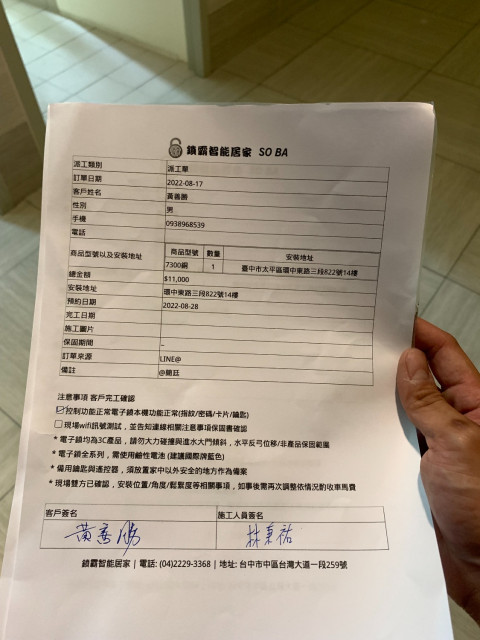 鎖霸智能居家 SO BA
派工類別 派工單
訂單日期 2022-08-17
客戶姓名 黃善勝
性別 男
手機 0938968539
電話
商品型號以及安裝地址 商品型號 數量 安裝地址
7300銅 1 臺中市太平區環中東路三段822號14樓
總金額 $11,000
安裝地址 環中東路三段822號14樓
預約日期 2022-08-28
完工日期
施工圖片
保固期間 –
訂單來源 LINE@
備註 @簡廷
注意事項 客戶完工確認
☑控制功能正常電子鎖本機功能正常(指紋/密碼/卡片/鑰匙)
☐現場wifi訊號測試，並告知連線相關注意事項保固書確認
* 電子鎖均為3C產品，請勿大力碰撞與進水大門傾斜，水平反弓位移/非產品保固範圍
* 電子鎖全系列，需使用鹼性電池 (建議國際牌藍色)
* 備用鑰匙與遙控器，須放置家中以外安全的地方作為備案
* 現場雙方已確認，安裝位置/角度/鬆緊度等相關事項，如事後需再次調整依情況酌收車馬費
客戶簽名 施工人員簽名
黃善勝 林秉祐
鎖霸智能居家 | 電話: (04)2229-3368 | 地址: 台中市中區台灣大道一段259號